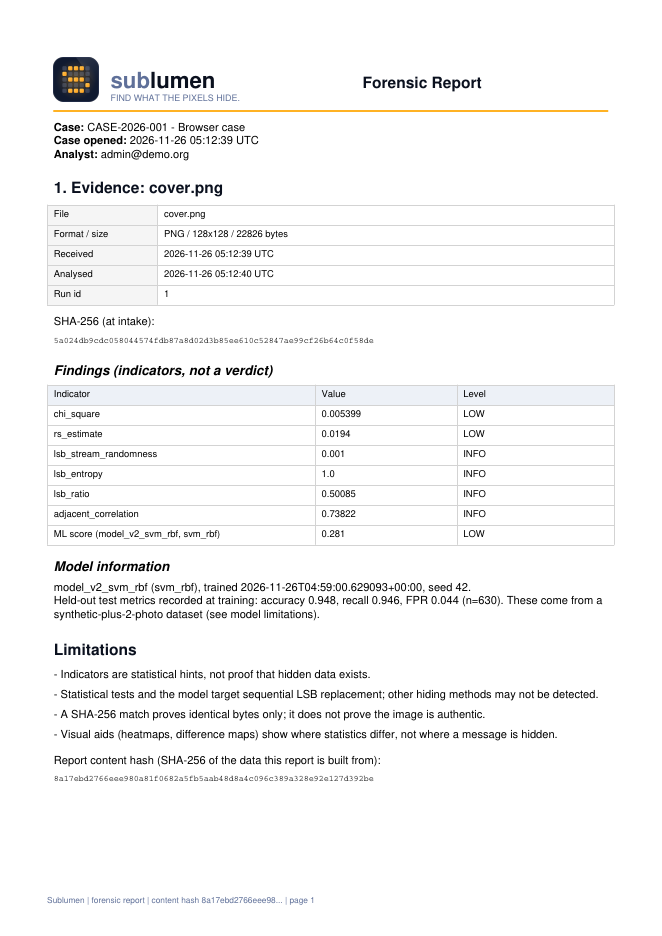 sublumen
FIND WHAT THE PIXELS HIDE.
Forensic Report
Case: CASE-2026-001 - Browser case
Case opened: 2026-11-26 05:12:39 UTC
Analyst: admin@demo.org
1. Evidence: cover.png
File cover.png
Format / size PNG / 128x128 / 22826 bytes
Received 2026-11-26 05:12:39 UTC
Analysed 2026-11-26 05:12:40 UTC
Run id 1
SHA-256 (at intake):
5a024db9cdc058044574fdb87a8d02d3b85ee610c52847ae99cf26b64c0f58de
Findings (indicators, not a verdict)
Indicator Value Level
chi_square 0.005399 LOW
rs_estimate 0.0194 LOW
lsb_stream_randomness 0.001 INFO
lsb_entropy 1.0 INFO
lsb_ratio 0.50085 INFO
adjacent_correlation 0.73822 INFO
ML score (model_v2_svm_rbf, svm_rbf) 0.281 LOW
Model information
model_v2_svm_rbf (svm_rbf), trained 2026-11-26T04:59:00.629093+00:00, seed 42.
Held-out test metrics recorded at training: accuracy 0.948, recall 0.946, FPR 0.044 (n=630). These come from a
synthetic-plus-2-photo dataset (see model limitations).
Limitations
- Indicators are statistical hints, not proof that hidden data exists.
- Statistical tests and the model target sequential LSB replacement; other hiding methods may not be detected.
- A SHA-256 match proves identical bytes only; it does not prove the image is authentic.
- Visual aids (heatmaps, difference maps) show where statistics differ, not where a message is hidden.
Report content hash (SHA-256 of the data this report is built from):
8a17ebd2766eee980a81f0682a5fb5aab48d8a4c096c389a328e92e127d392be
Sublumen | forensic report | content hash 8a17ebd2766eee98... | page 1